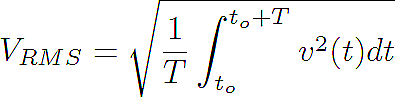 $V_{RMS} = \sqrt{\frac{1}{T} \int_{t_o}^{t_o+T} v^2(t)dt}$